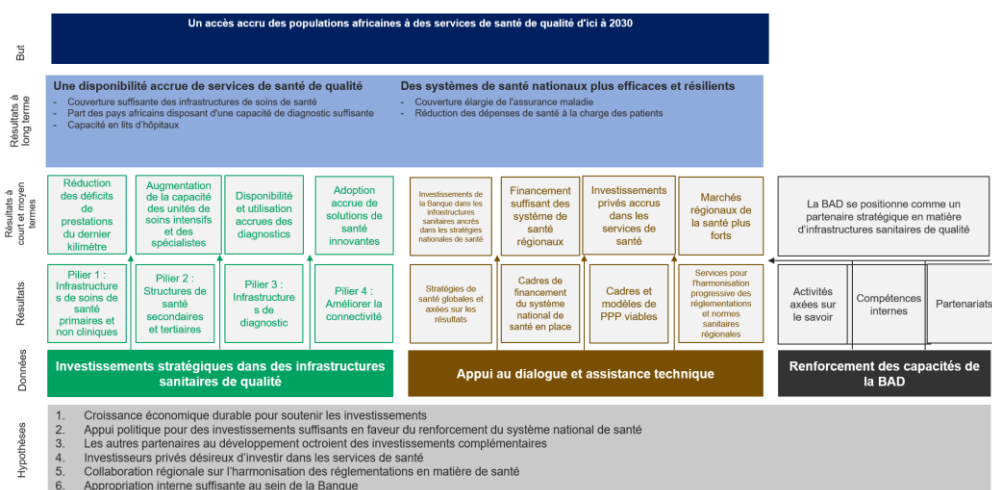 But
Un accès accru des populations africaines à des services de santé de qualité d'ici à 2030
Résultats à
long terme
Une disponibilité accrue de services de santé de qualité
- Couverture suffisante des infrastructures de soins de santé
- Part des pays africains disposant d'une capacité de diagnostic suffisante
- Capacité en lits d'hôpitaux
Des systèmes de santé nationaux plus efficaces et résilients
- Couverture élargie de l'assurance maladie
- Réduction des dépenses de santé à la charge des patients
Résultats à
court et moyen
termes
Réduction
des déficits
de
prestations
du dernier
kilimètre
Augmentation
de la capacité
des unités de
soins intensifs
et des
spécialistes
Disponibilité
et utilisation
accrues des
diagnostics
Adoption
accrue de
solutions de
santé
innovantes
Investissements de
la Banque dans les
infrastructures
sanitaires ancrés
dans les stratégies
nationales de santé
Financement
suffisant des
système de
santé
régionaux
Investissements
privés accrus
dans les
services de
santé
Marchés
régionaux de
la santé plus
forts
La BAD se positionne comme un
partenaire stratégique en matière
d'infrastructures sanitaires de qualité
Résultats
Pilier 1 :
Infrastructure
s de soins de
santé
primaires et
non cliniques
Pilier 2 :
Structures de
santé
secondaires
et tertiaires
Pilier 3 :
Infrastructure
s de diagnostic
Pilier 4 :
Améliorer la
connectivité
Stratégies de
santé globales et
axées sur les
résultats
Cadres de
financement
du système
national de
santé en place
Cadres et
modèles de
PPP viables
Services pour
l'harmonisation
progressive des
réglementations et
normes
sanitaires
régionales
Activités
axées sur
le savoir
Compétences
internes
Partenariats
Données
Investissements stratégiques dans des infrastructures
sanitaires de qualité
Appui au dialogue et assistance technique
Renforcement des capacités de
la BAD
Hypothèses
1. Croissance économique durable pour soutenir les investissements
2. Appui politique pour des investissements suffisants en faveur du renforcement du système national de santé
3. Les autres partenaires au développement octroient des investissements complémentaires
4. Investisseurs privés désireux d'investir dans les services de santé
5. Collaboration régionale sur l'harmonisation des réglementations en matière de santé
6. Appropriation interne suffisante au sein de la Banque